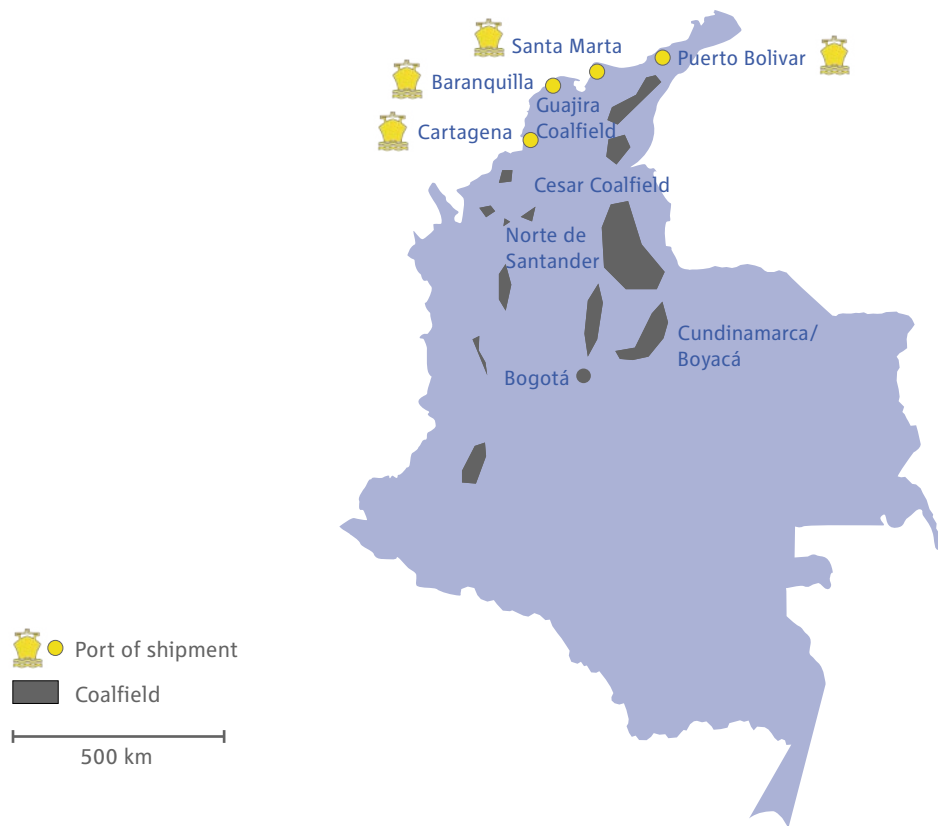 Santa Marta
Puerto Bolivar
Baranquilla
Guajira
Coalfield
Cartagena
Cesar Coalfield
Norte de
Santander
Cundinamarca/
Boyacá
Bogotá
Port of shipment
Coalfield
500 km